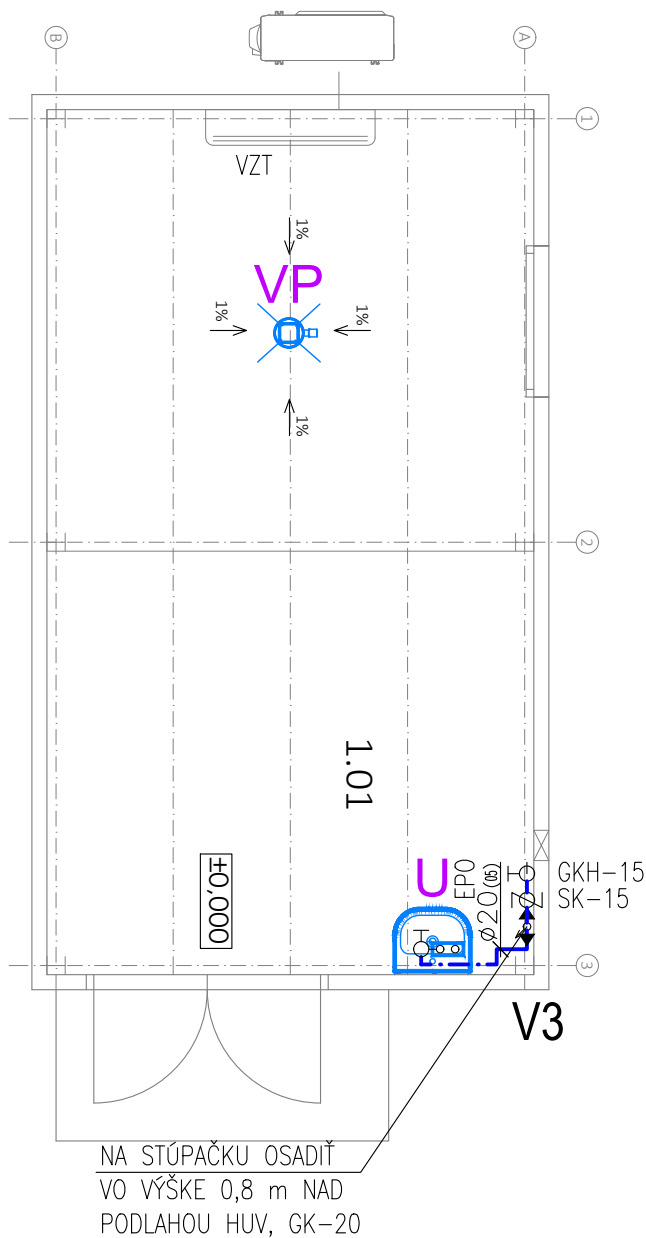 B
A
1
VZT
1%
VP
1%
1%
1%
2
1.01
±0,000
U
EPO
ø20(DN15)
GKH-15
SK-15
3
V3
NA STÚPAČKU OSADIŤ
VO VÝŠKE 0,8 m NAD
PODLAHOU HUV, GK-20